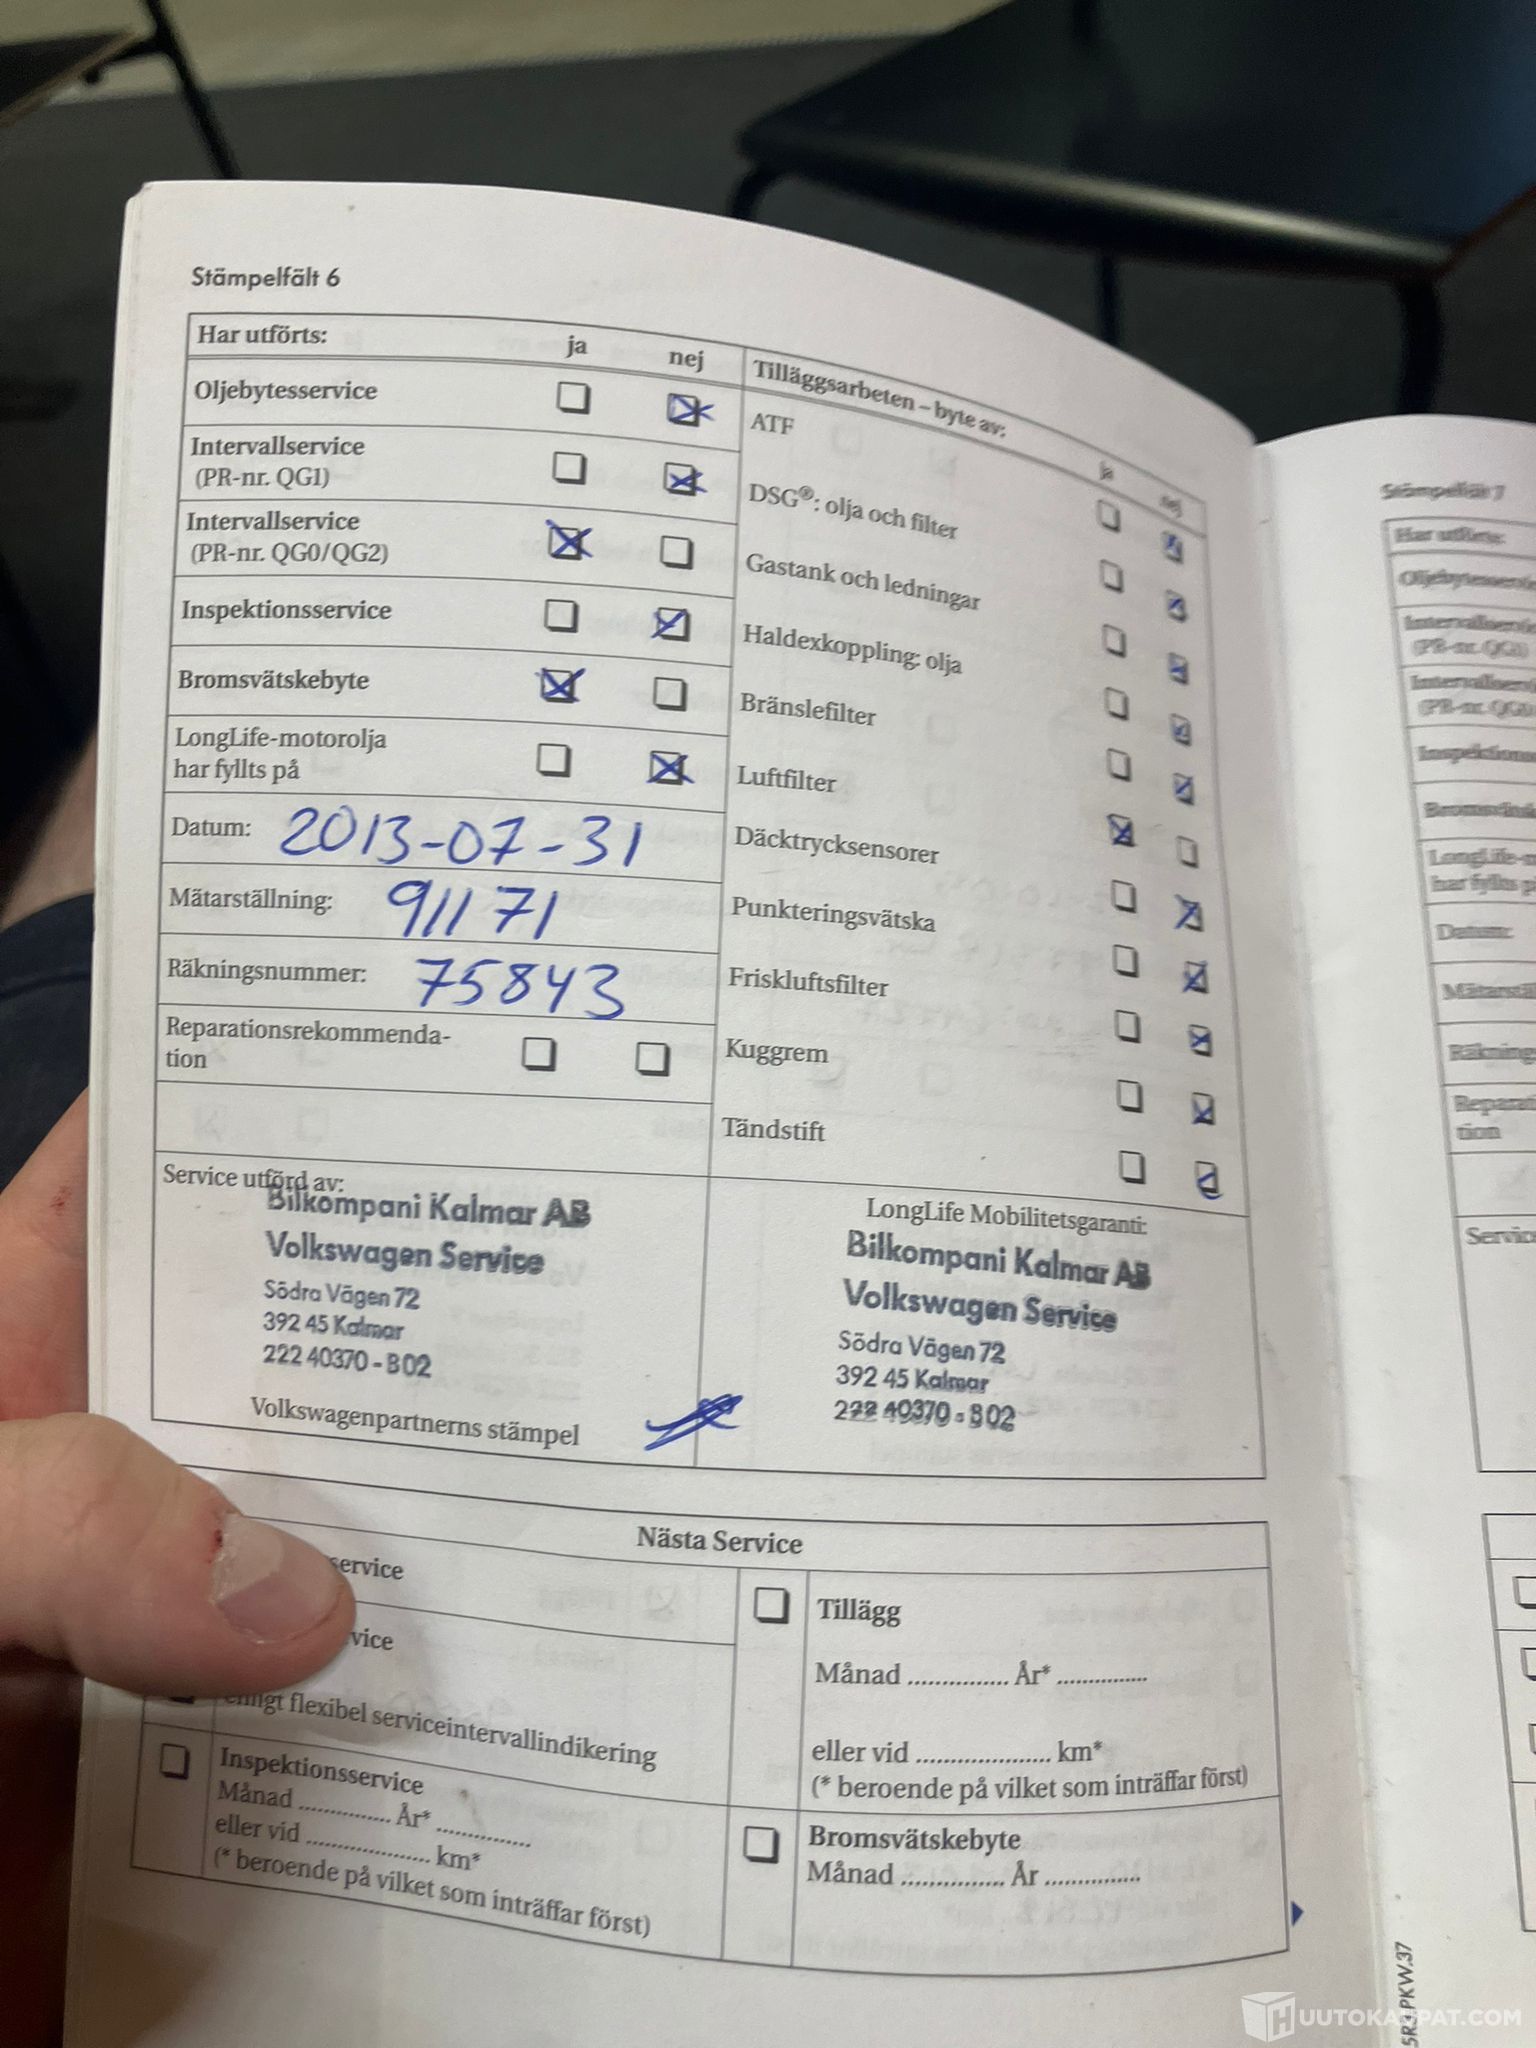 Stämpelfält 6
Har utförts: ja nej
Oljebytesservice
Intervallservice
(PR-nr. QG1)
Intervallservice
(PR-nr. QG0/QG2)
Inspektionsservice
Bromsvätskebyte
LongLife-motorolja
har fyllts på
Datum: 2013-07-31
Mätarställning: 91171
Räkningsnummer: 75843
Reparationsrekommenda-
tion
Tilläggsarbeten – byte av:
ja nej
ATF
DSG®: olja och filter
Gastank och ledningar
Haldexkoppling: olja
Bränslefilter
Luftfilter
Däcktrycksensorer
Punkteringsvätska
Friskluftsfilter
Kuggrem
Tändstift
Service utförd av:
Bilkompani Kalmar AB
Volkswagen Service
Södra Vägen 72
392 45 Kalmar
222 40370 - B02
Volkswagenpartnerns stämpel
LongLife Mobilitetsgaranti:
Bilkompani Kalmar AB
Volkswagen Service
Södra Vägen 72
392 45 Kalmar
222 40370 - B02
Nästa Service
enligt flexibel serviceintervallindikering
Inspektionsservice
Månad .............. År* ..............
eller vid .................... km*
(* beroende på vilket som inträffar först)
Tillägg
Månad .............. År* ..............
eller vid .................... km*
(* beroende på vilket som inträffar först)
Bromsvätskebyte
Månad ............... År ..............
Stämpelfält 7
Har utförts:
(PR-nr. QG1)
Datum:
HUUTOKAUPAT.COM